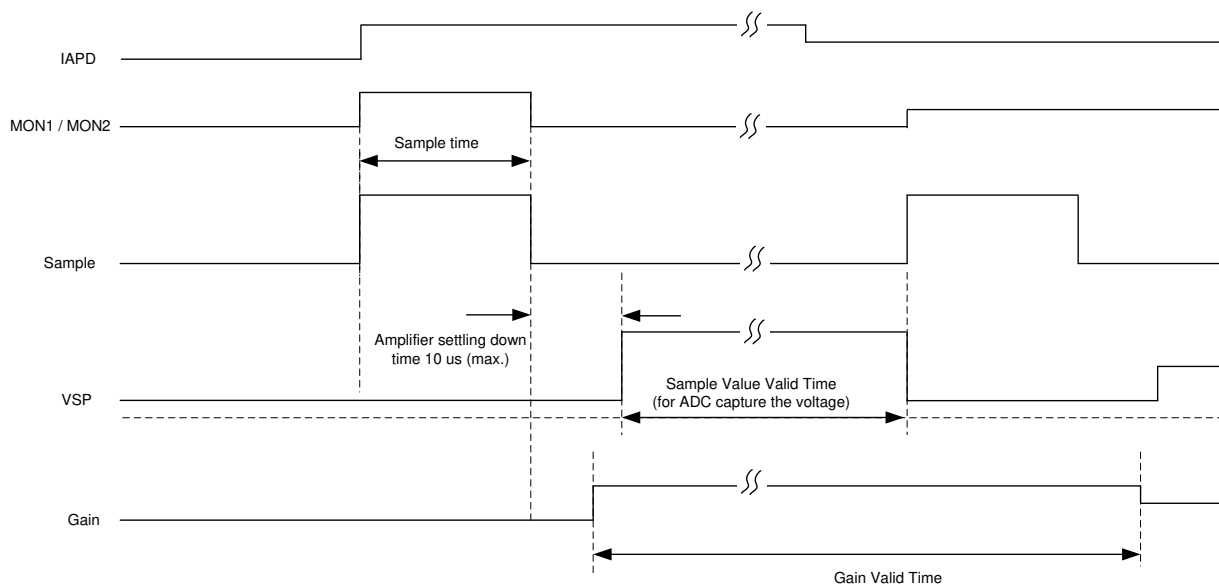 IAPD
MON1 / MON2
Sample time
Sample
Amplifier settling down
time 10 us (max.)
Sample Value Valid Time
(for ADC capture the voltage)
VSP
Gain
Gain Valid Time